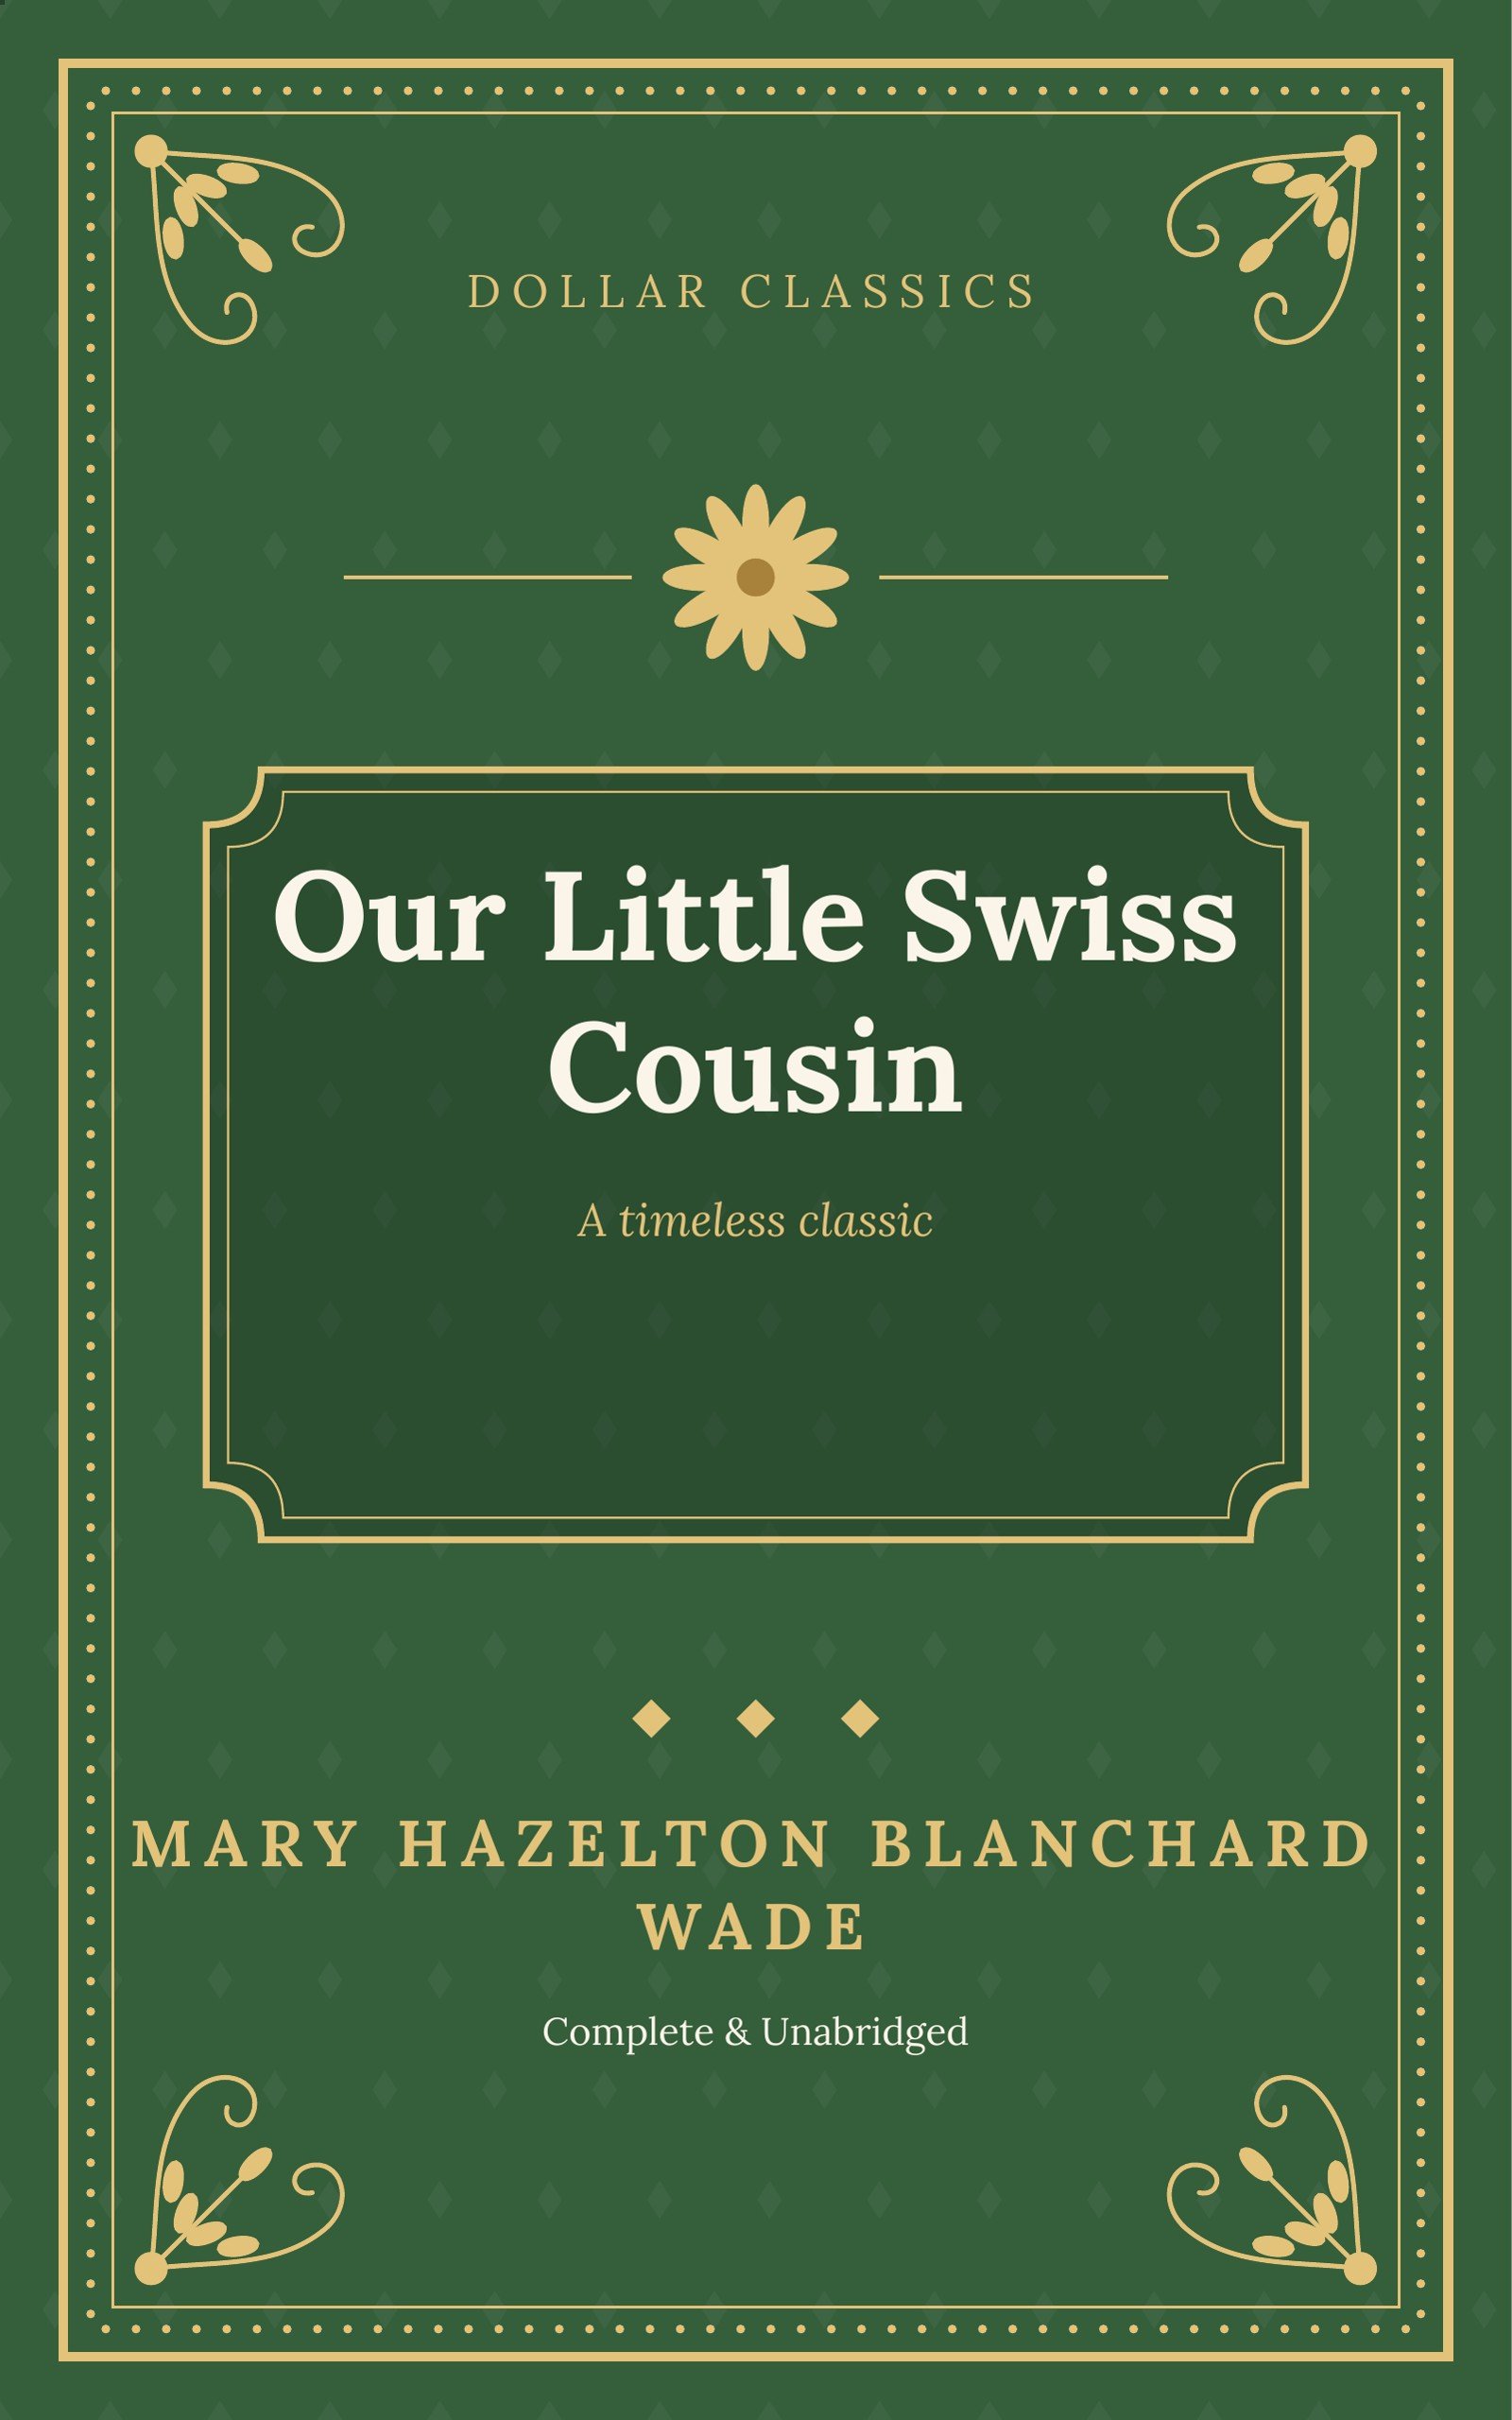 DOLLAR CLASSICS
Our Little Swiss
Cousin
A timeless classic
MARY HAZELTON BLANCHARD
WADE
Complete & Unabridged